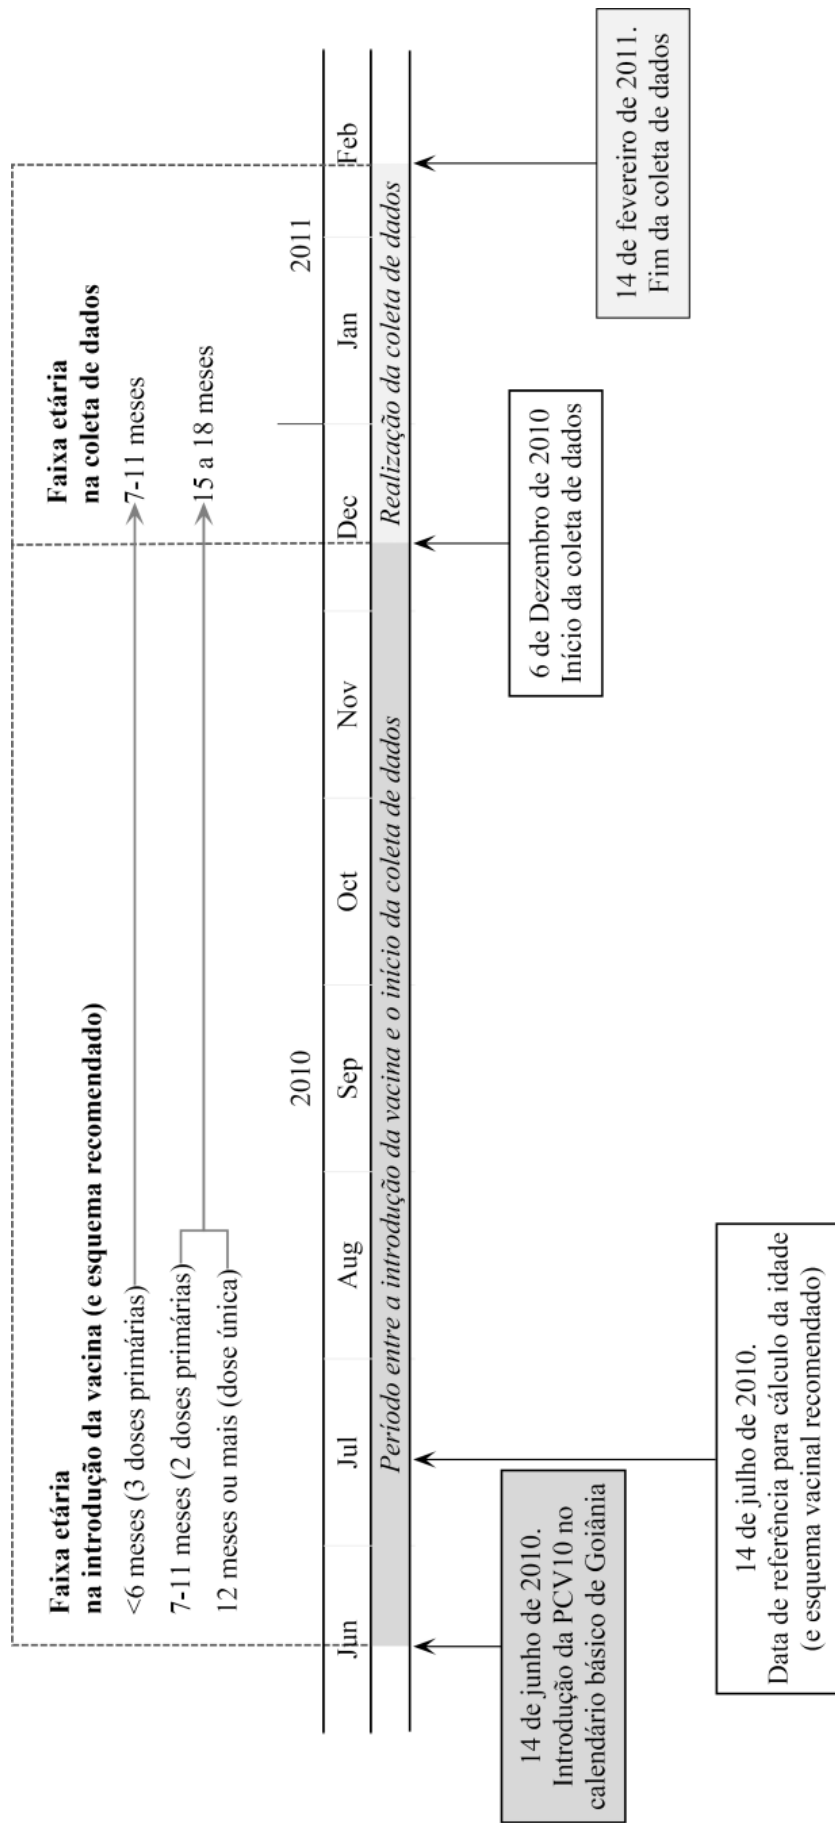 Faixa etária
na introdução da vacina (e esquema recomendado)
<6 meses (3 doses primárias)
7-11 meses (2 doses primárias)
12 meses ou mais (dose única)
Faixa etária
na coleta de dados
7-11 meses
15 a 18 meses
2010
2011
Jun
Jul
Aug
Sep
Oct
Nov
Dec
Jan
Feb
Período entre a introdução da vacina e o início da coleta de dados
Realização da coleta de dados
14 de junho de 2010.
Introdução da PCV10 no
calendário básico de Goiânia
14 de julho de 2010.
Data de referência para cálculo da idade
(e esquema vacinal recomendado)
6 de Dezembro de 2010
Início da coleta de dados
14 de fevereiro de 2011.
Fim da coleta de dados